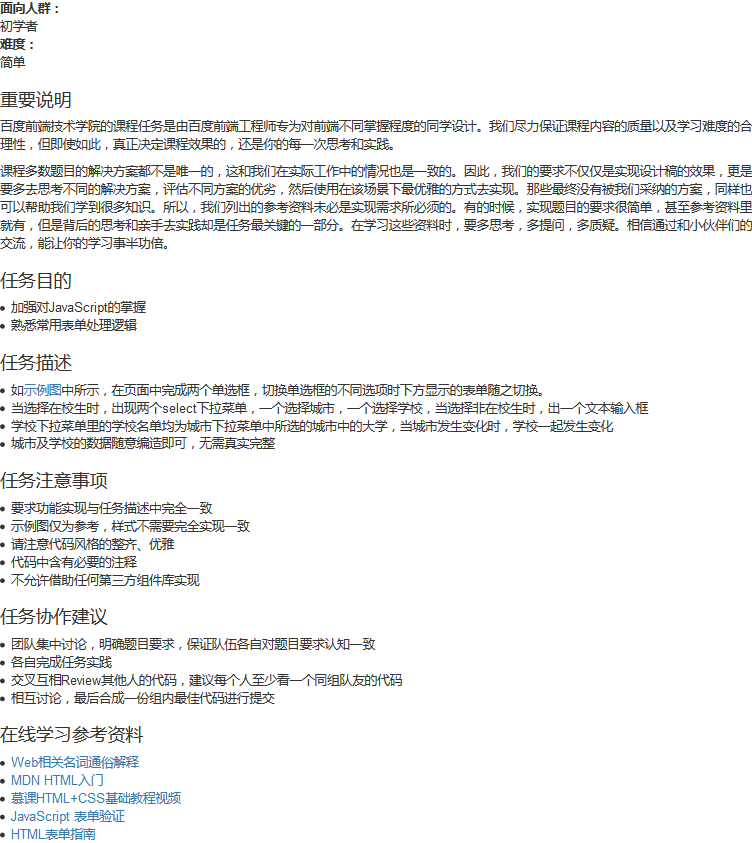 面向人群：
初学者
难度：
简单
重要说明
百度前端技术学院的课程任务是由百度前端工程师专为对前端不同掌握程度的同学设计。我们尽力保证课程内容的质量以及学习难度的合
理性，但即使如此，真正决定课程效果的，还是你的每一次思考和实践。
课程多数题目的解决方案都不是唯一的，这和我们在实际工作中的情况也是一致的。因此，我们的要求不仅仅是实现设计稿的效果，更是
要多去思考不同的解决方案，评估不同方案的优劣，然后使用在该场景下最优雅的方式去实现。那些最终没有被我们采纳的方案，同样也
可以帮助我们学到很多知识。所以，我们列出的参考资料未必是实现需求所必须的。有的时候，实现题目的要求很简单，甚至参考资料里
就有，但是背后的思考和亲手去实践却是任务最关键的一部分。在学习这些资料时，要多思考，多提问，多质疑。相信通过和小伙伴们的
交流，能让你的学习事半功倍。
任务目的
• 加强对JavaScript的掌握
• 熟悉常用表单处理逻辑
任务描述
• 如示例图中所示，在页面中完成两个单选框，切换单选框的不同选项时下方显示的表单随之切换。
• 当选择在校生时，出现两个select下拉菜单，一个选择城市，一个选择学校，当选择非在校生时，出一个文本输入框
• 学校下拉菜单里的学校名单均为城市下拉菜单中所选的城市中的大学，当城市发生变化时，学校一起发生变化
• 城市及学校的数据随意编造即可，无需真实完整
任务注意事项
• 要求功能实现与任务描述中完全一致
• 示例图仅为参考，样式不需要完全实现一致
• 请注意代码风格的整齐、优雅
• 代码中含有必要的注释
• 不允许借助任何第三方组件库实现
任务协作建议
• 团队集中讨论，明确题目要求，保证队伍各自对题目要求认知一致
• 各自完成任务实践
• 交叉互相Review其他人的代码，建议每个人至少看一个同组队友的代码
• 相互讨论，最后合成一份组内最佳代码进行提交
在线学习参考资料
• Web相关名词通俗解释
• MDN HTML入门
• 慕课HTML+CSS基础教程视频
• JavaScript 表单验证
• HTML表单指南